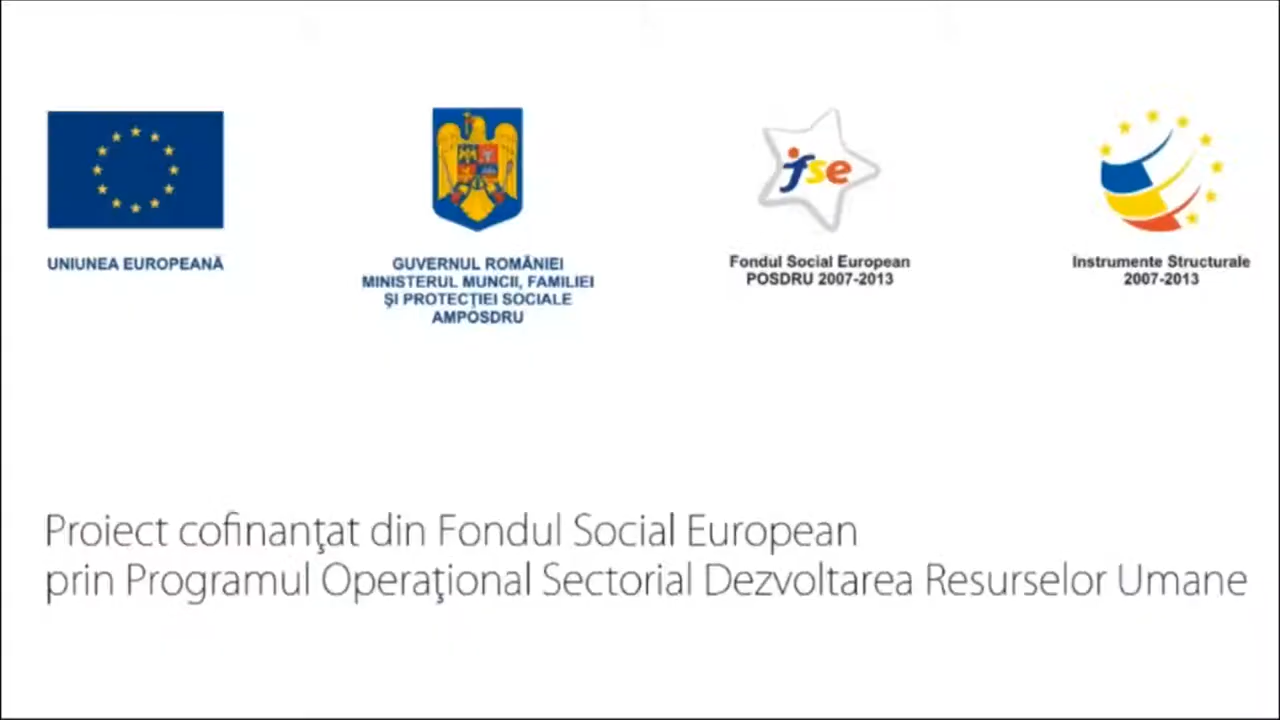 fse
UNIUNEA EUROPEANĂ
GUVERNUL ROMÂNIEI
MINISTERUL MUNCII, FAMILIEI
ŞI PROTECŢIEI SOCIALE
AMPOSDRU
Fondul Social European
POSDRU 2007-2013
Instrumente Structurale
2007-2013
Proiect cofinanţat din Fondul Social European
prin Programul Operaţional Sectorial Dezvoltarea Resurselor Umane